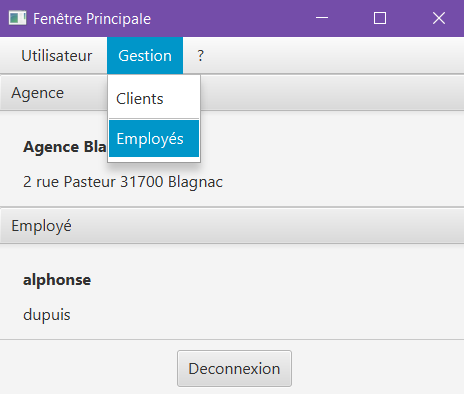 Fenêtre Principale
Utilisateur Gestion ?
Agence
Clients
Employés
Agence Bla
2 rue Pasteur 31700 Blagnac
Employé
alphonse
dupuis
Deconnexion